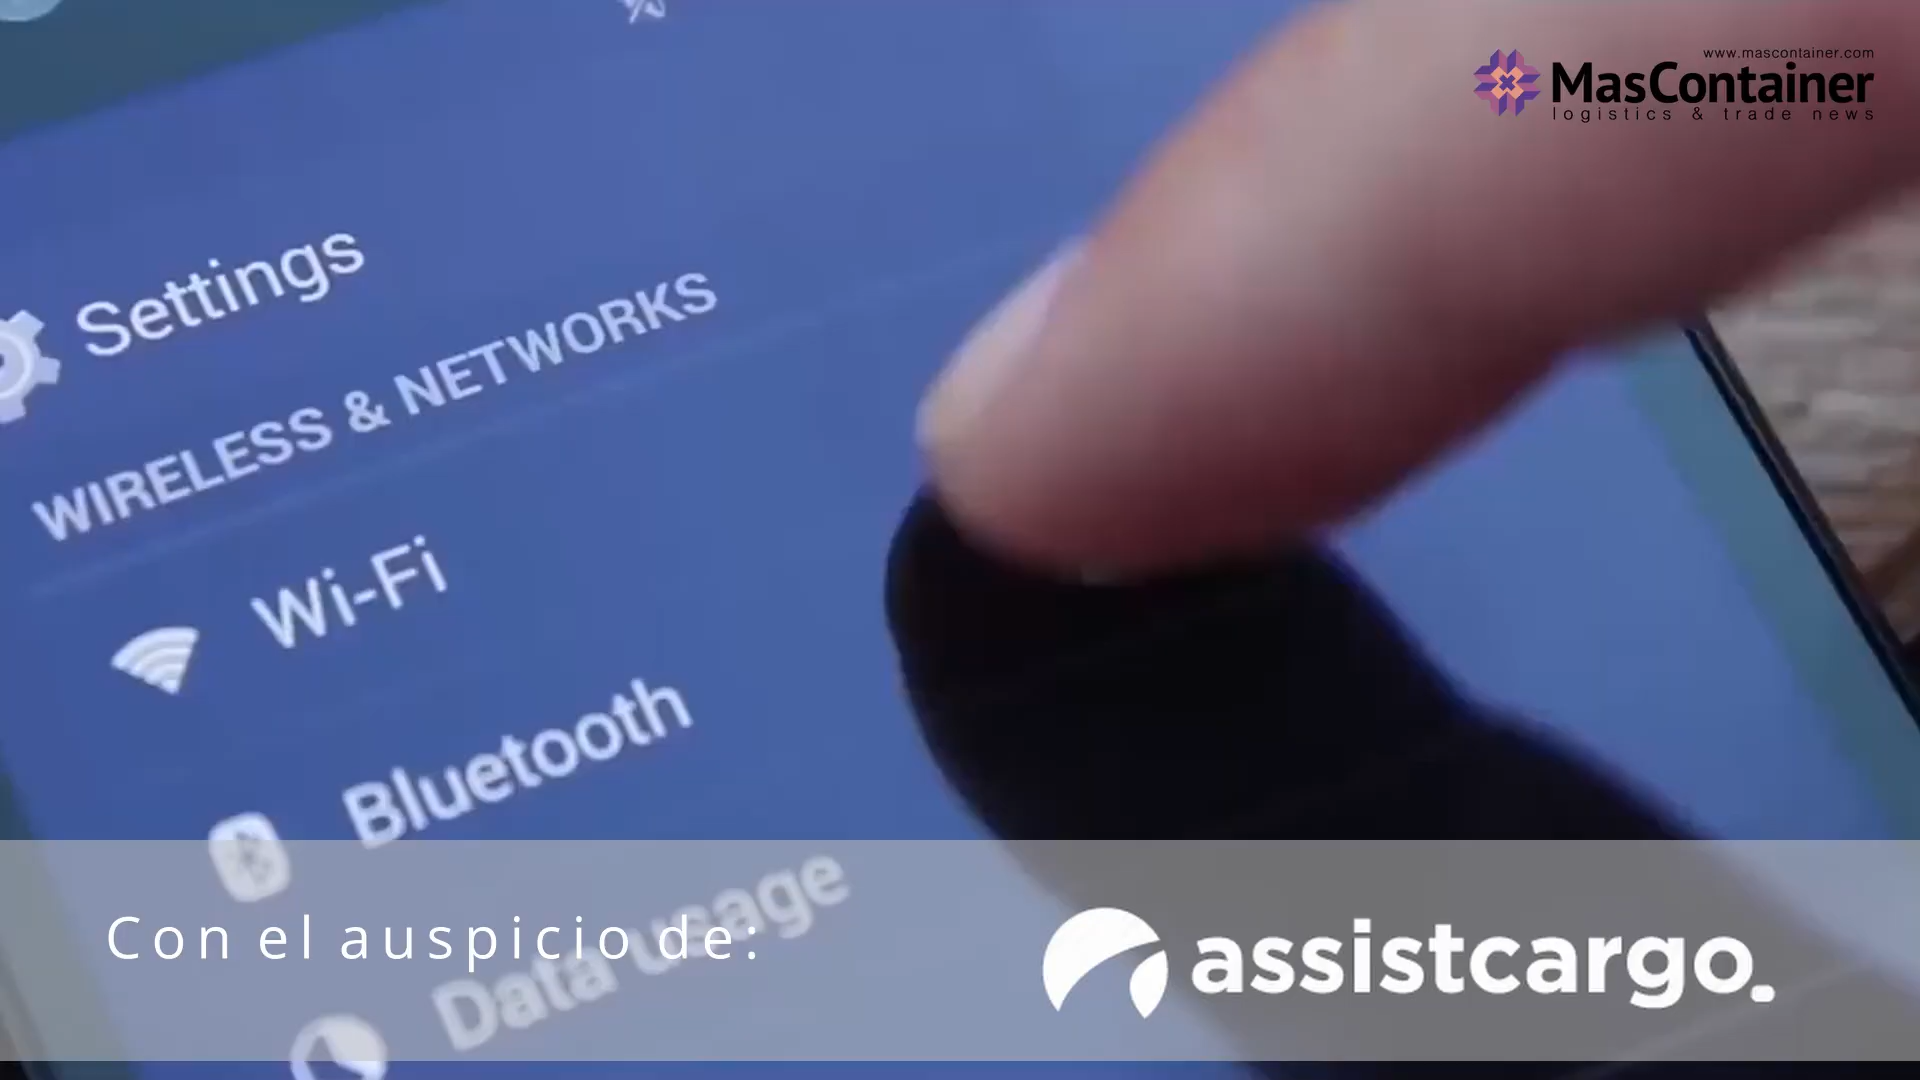 www.mascontainer.com
MasContainer
logistics & trade news
Settings
WIRELESS & NETWORKS
Wi-Fi
Bluetooth
Data usage
Con el auspicio de:
assistcargo.